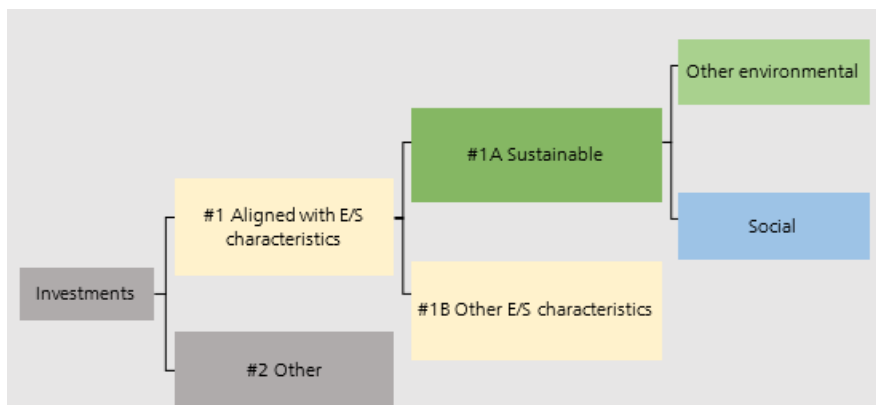 Other environmental
#1A Sustainable
#1 Aligned with E/S
characteristics
Social
Investments
#1B Other E/S characteristics
#2 Other